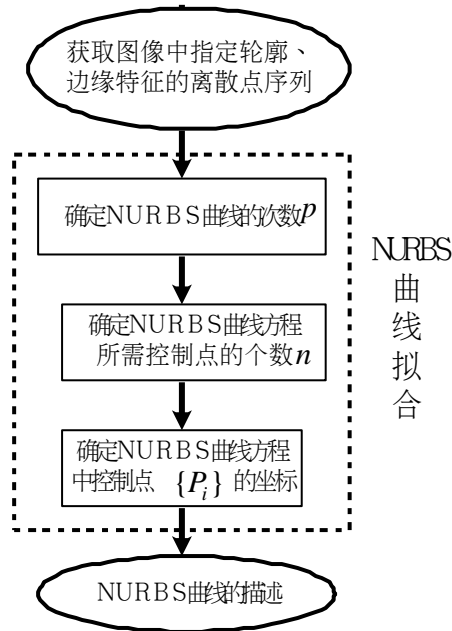 获取图像中指定轮廓、
边缘特征的离散点序列
确定NURBS曲线的次数p
确定NURBS曲线方程
所需控制点的个数n
确定NURBS曲线方程
中控制点 {P_i} 的坐标
NURBS曲线的描述
NURBS
曲
线
拟
合